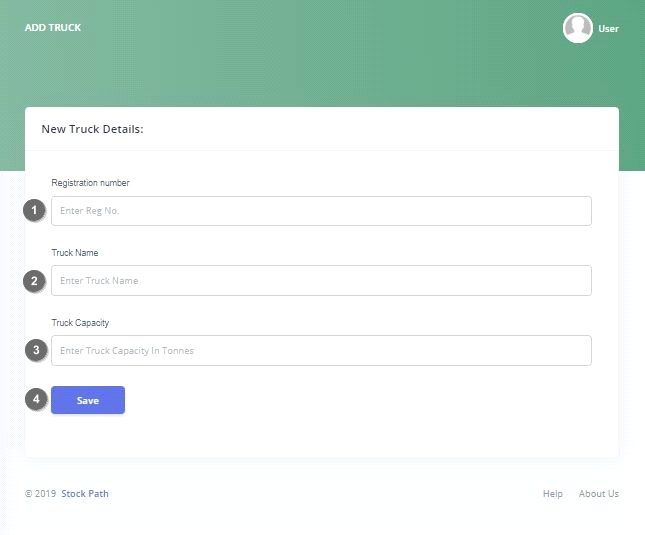 ADD TRUCK
User
New Truck Details:
Registration number
1 Enter Reg No.
Truck Name
2 Enter Truck Name
Truck Capacity
3 Enter Truck Capacity In Tonnes
4 Save
© 2019 Stock Path Help About Us